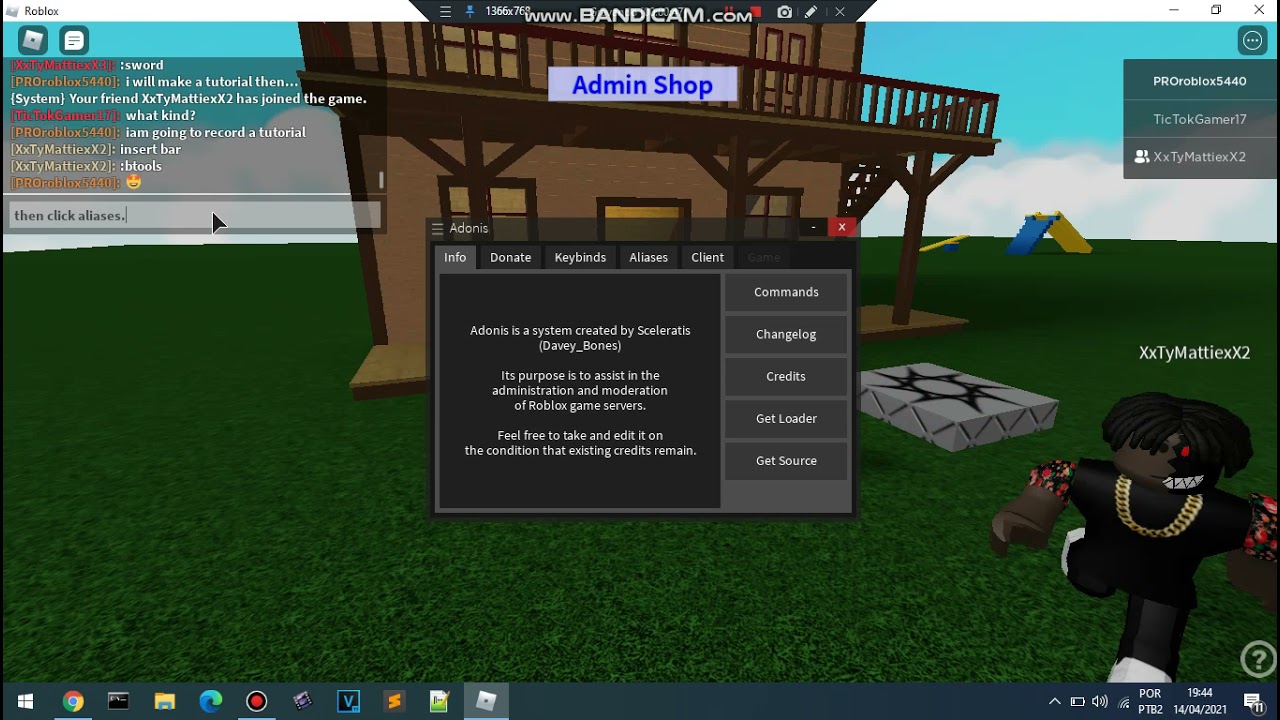 Roblox
1366x768
www.BANDICAM.com
[XxTyMattiexX3]: :sword
[PROroblox5440]: i will make a tutorial then...
{System} Your friend XxTyMattiexX2 has joined the game.
[TicTokGamer17]: what kind?
[PROroblox5440]: iam going to record a tutorial
[XxTyMattiexX2]: insert bar
[XxTyMattiexX2]: :btools
[PROroblox5440]: 🤩
then click aliases.
Admin Shop
PROroblox5440
TicTokGamer17
XxTyMattiexX2
Adonis
- X
Info Donate Keybinds Aliases Client Game
Adonis is a system created by Sceleratis
(Davey_Bones)
Its purpose is to assist in the
administration and moderation
of Roblox game servers.
Feel free to take and edit it on
the condition that existing credits remain.
Commands
Changelog
Credits
Get Loader
Get Source
XxTyMattiexX2
?
POR
PTB2
19:44
14/04/2021
11